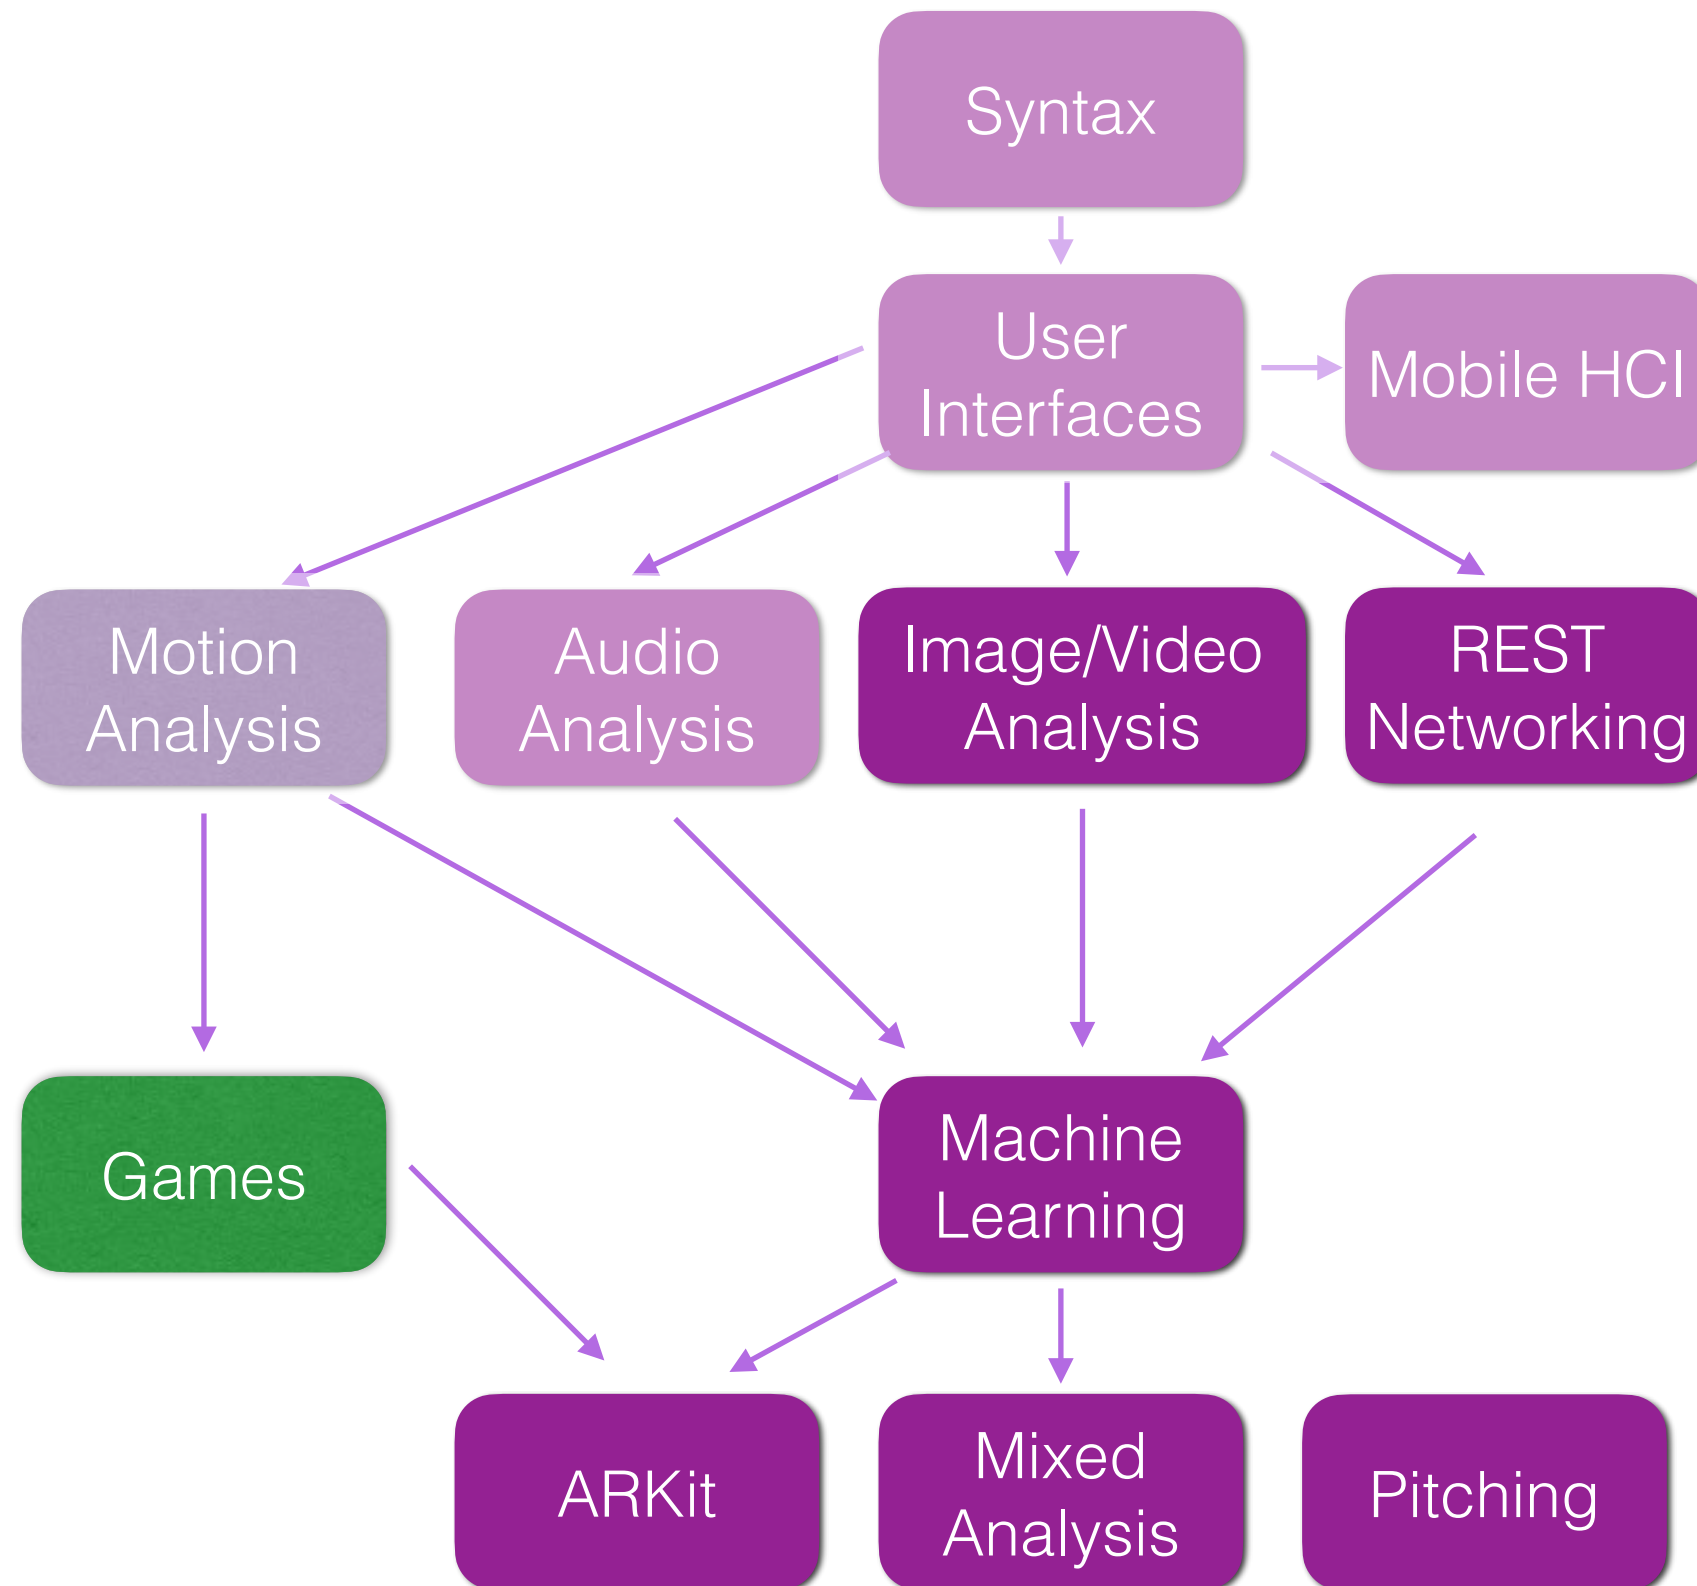 Syntax
User
Interfaces
Mobile HCI
Motion
Analysis
Audio
Analysis
Image/Video
Analysis
REST
Networking
Games
Machine
Learning
ARKit
Mixed
Analysis
Pitching